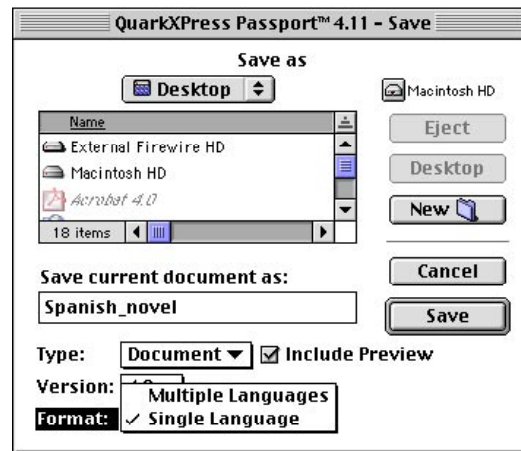 QuarkXPress Passport™ 4.11 – Save
Save as
Desktop
Macintosh HD
Name
External Firewire HD
Macintosh HD
Acrobat 4.0
18 items
Eject
Desktop
New
Save current document as:
Spanish_novel
Cancel
Save
Type: Document
Include Preview
Version:
Multiple Languages
Format: ✓ Single Language